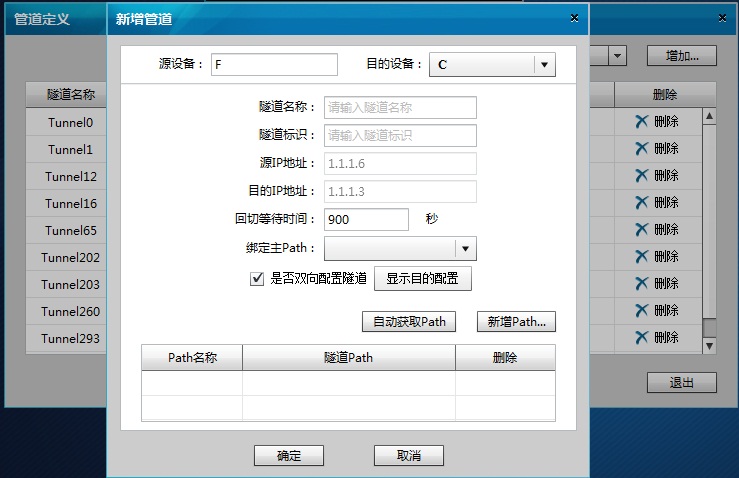 管道定义
新增管道
源设备：
F
目的设备：
C
增加...
隧道名称
删除
隧道名称：
请输入隧道名称
隧道标识：
请输入隧道标识
源IP地址：
1.1.1.6
目的IP地址：
1.1.1.3
回切等待时间：
900
秒
绑定主Path：
是否双向配置隧道
显示目的配置
自动获取Path
新增Path...
Path名称
隧道Path
删除
确定
取消
Tunnel0
删除
Tunnel1
删除
Tunnel12
删除
Tunnel16
删除
Tunnel65
删除
Tunnel202
删除
Tunnel203
删除
Tunnel260
删除
Tunnel293
删除
退出